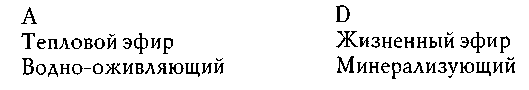 A
Тепловой эфир
Водно-оживляющий
D
Жизненный эфир
Минерализующий